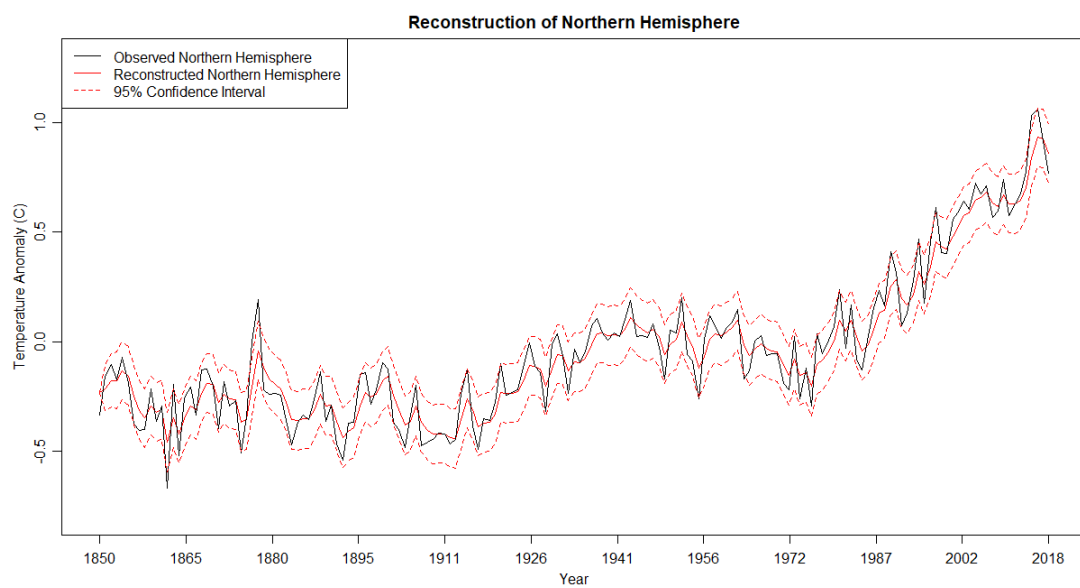 Reconstruction of Northern Hemisphere
Observed Northern Hemisphere
Reconstructed Northern Hemisphere
95% Confidence Interval
Temperature Anomaly (C)
1.0
0.5
0.0
-0.5
1850 1865 1880 1895 1911 1926 1941 1956 1972 1987 2002 2018
Year